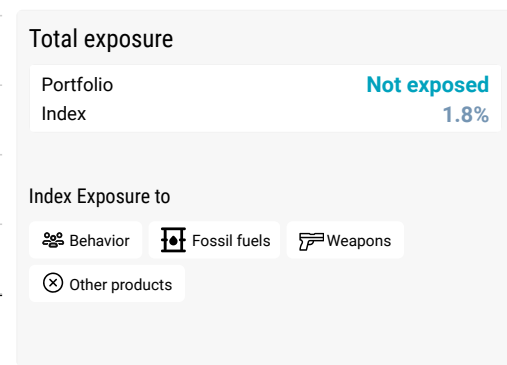 Total exposure
Portfolio Not exposed
Index 1.8%
Index Exposure to
Behavior Fossil fuels Weapons
Other products